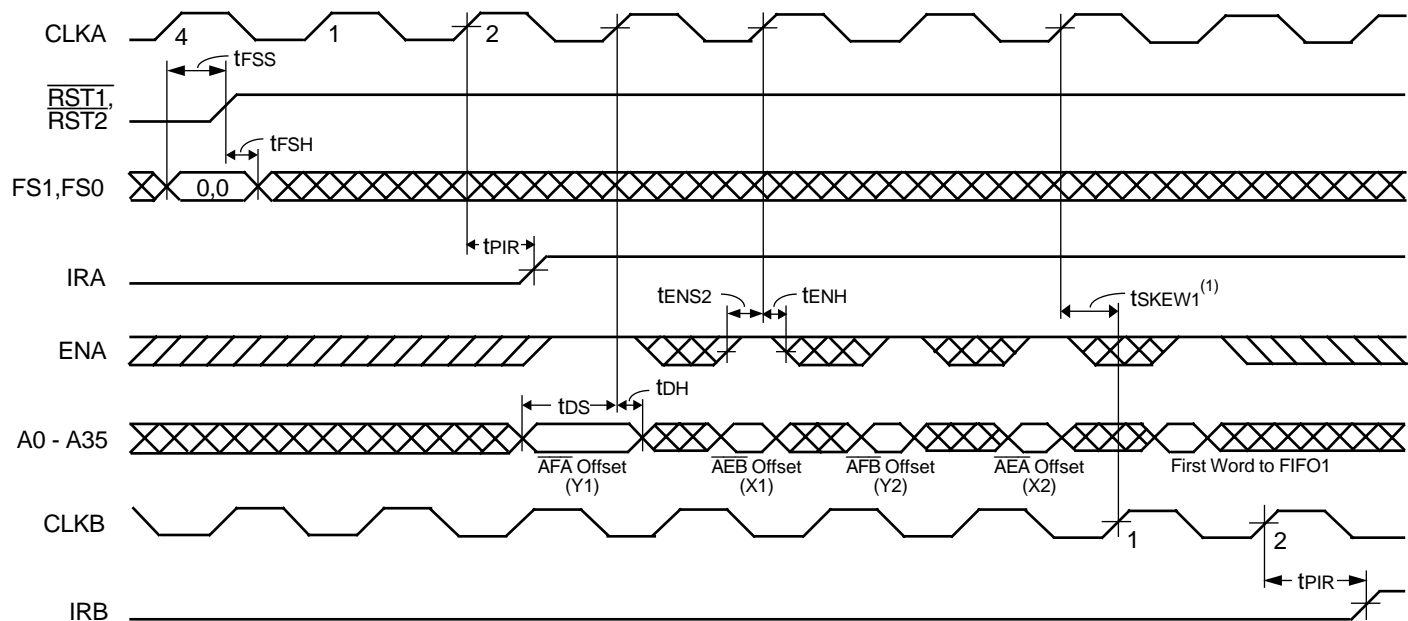 CLKA
4
1
2
tFSS
RST1,
RST2
tFSH
FS1,FS0
0,0
tPIR
IRA
tENS2
tENH
tSKEW1(1)
ENA
tDS
tDH
A0 - A35
AFA Offset
(Y1)
AEB Offset
(X1)
AFB Offset
(Y2)
AEA Offset
(X2)
First Word to FIFO1
CLKB
1
2
tPIR
IRB